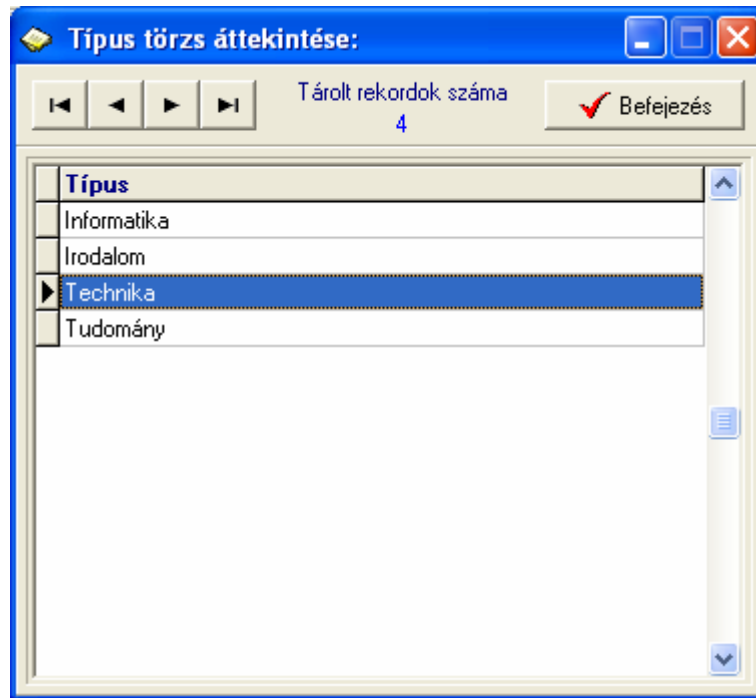 Típus törzs áttekintése:
Tárolt rekordok száma
4
Befejezés
Típus
Informatika
Irodalom
Technika
Tudomány